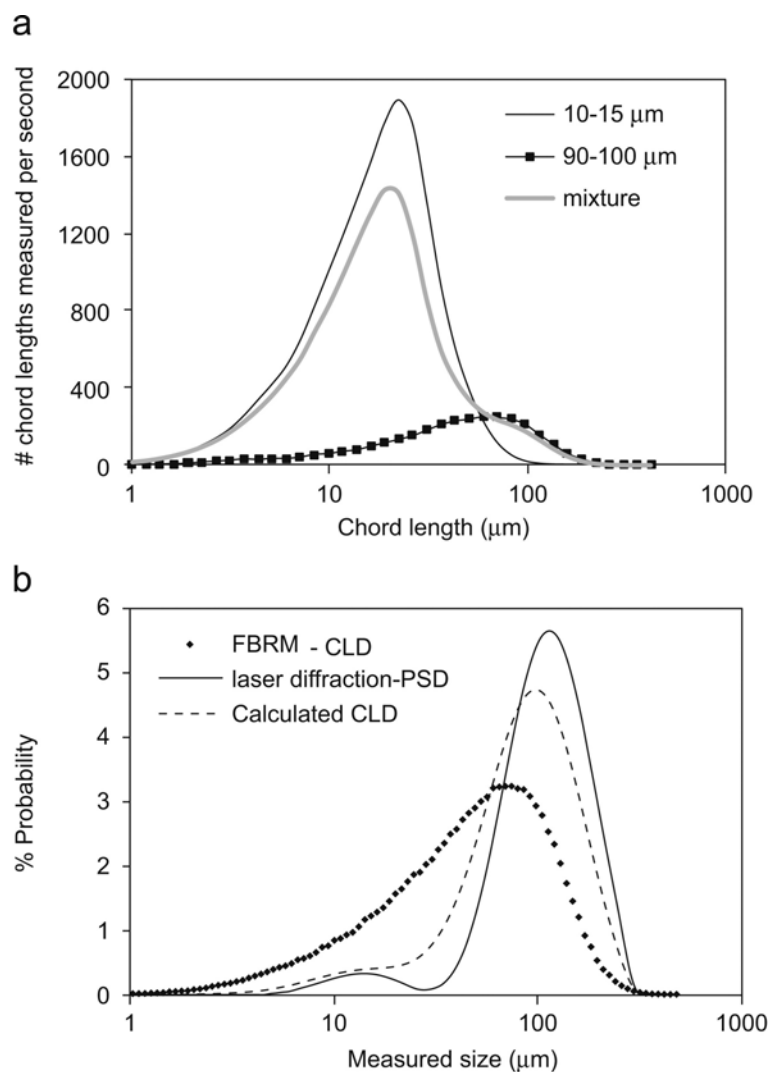 a
# chord lengths measured per second
2000
1600
1200
800
400
0
10-15 μm
90-100 μm
mixture
1
10
100
1000
Chord length (μm)
b
% Probability
6
5
4
3
2
1
0
FBRM - CLD
laser diffraction-PSD
Calculated CLD
1
10
100
1000
Measured size (μm)